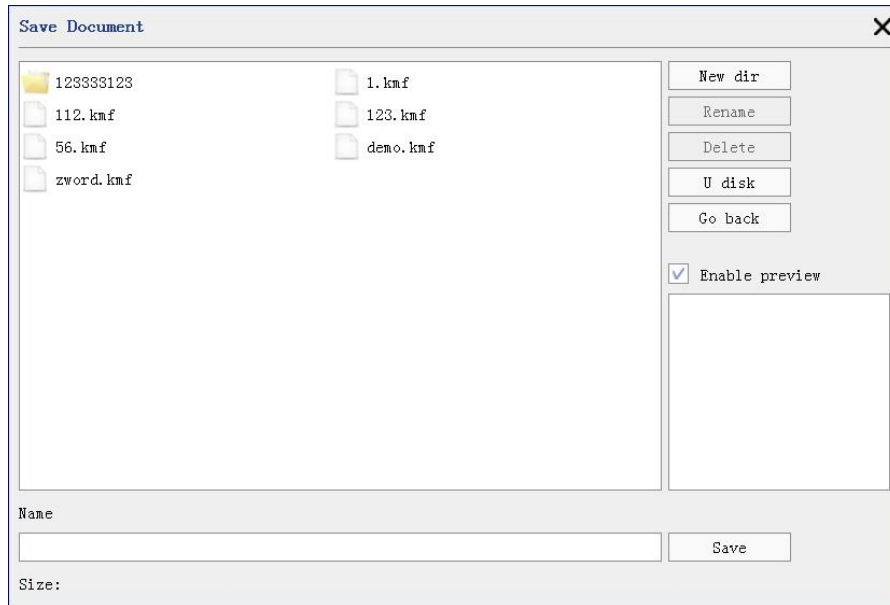 Save Document
123333123
1.kmf
112.kmf
123.kmf
56.kmf
demo.kmf
zword.kmf
New dir
Rename
Delete
U disk
Go back
Enable preview
Name
Save
Size: